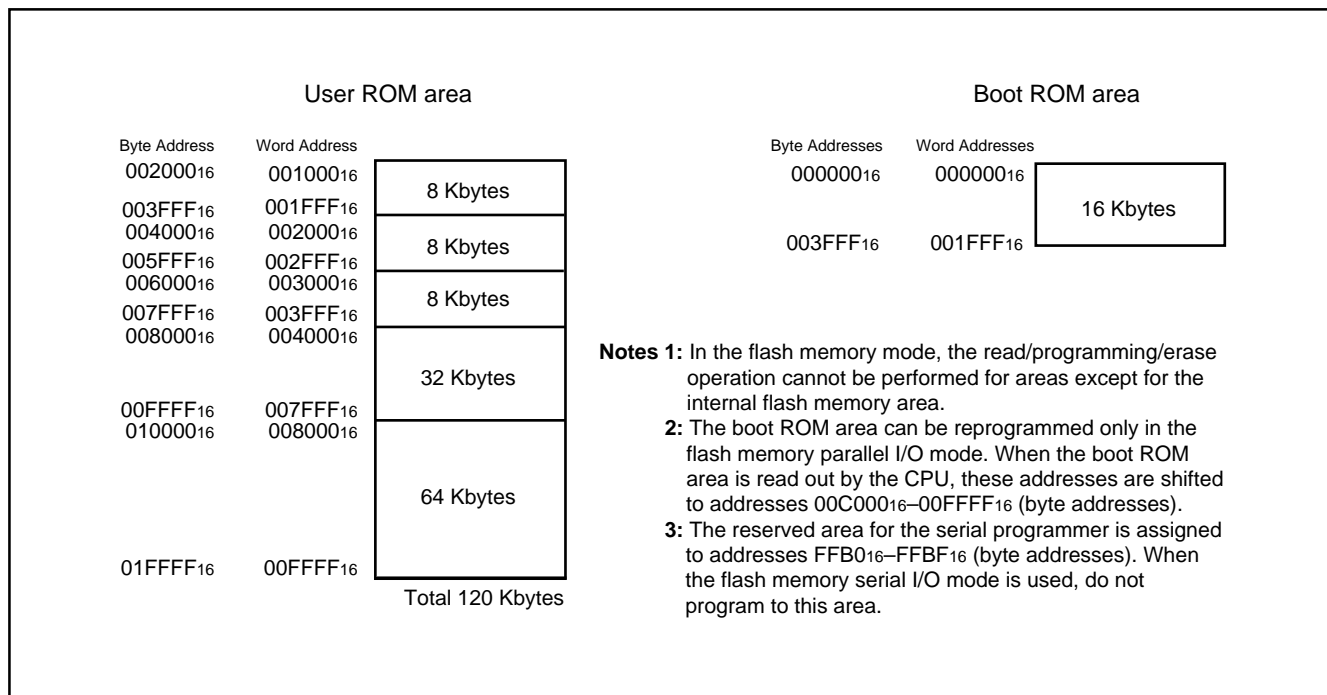 User ROM area
Byte Address Word Address
002000₁₆ 001000₁₆
8 Kbytes
003FFF₁₆ 001FFF₁₆
004000₁₆ 002000₁₆
8 Kbytes
005FFF₁₆ 002FFF₁₆
006000₁₆ 003000₁₆
8 Kbytes
007FFF₁₆ 003FFF₁₆
008000₁₆ 004000₁₆
32 Kbytes
00FFFF₁₆ 007FFF₁₆
010000₁₆ 008000₁₆
64 Kbytes
01FFFF₁₆ 00FFFF₁₆
Total 120 Kbytes
Boot ROM area
Byte Addresses Word Addresses
000000₁₆ 000000₁₆
16 Kbytes
003FFF₁₆ 001FFF₁₆
Notes 1: In the flash memory mode, the read/programming/erase
operation cannot be performed for areas except for the
internal flash memory area.
2: The boot ROM area can be reprogrammed only in the
flash memory parallel I/O mode. When the boot ROM
area is read out by the CPU, these addresses are shifted
to addresses 00C000₁₆–00FFFF₁₆ (byte addresses).
3: The reserved area for the serial programmer is assigned
to addresses FFB0₁₆–FFBF₁₆ (byte addresses). When
the flash memory serial I/O mode is used, do not
program to this area.